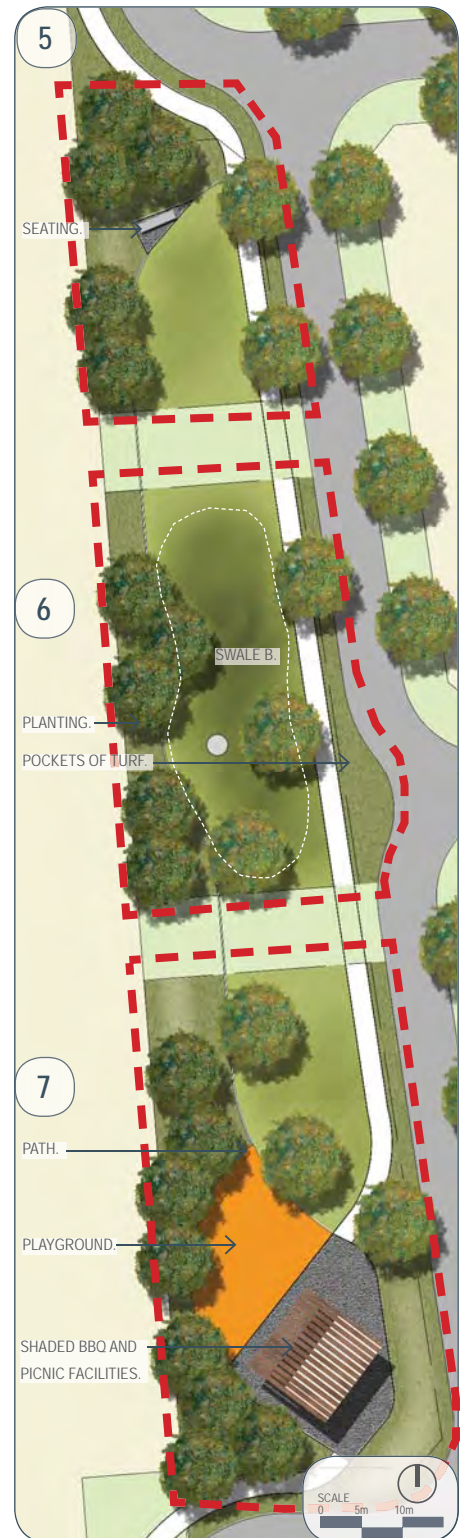 5
SEATING.
6
SWALE B.
PLANTING.
POCKETS OF TURF.
7
PATH.
PLAYGROUND.
SHADED BBQ AND
PICNIC FACILITIES.
SCALE
0 5m 10m